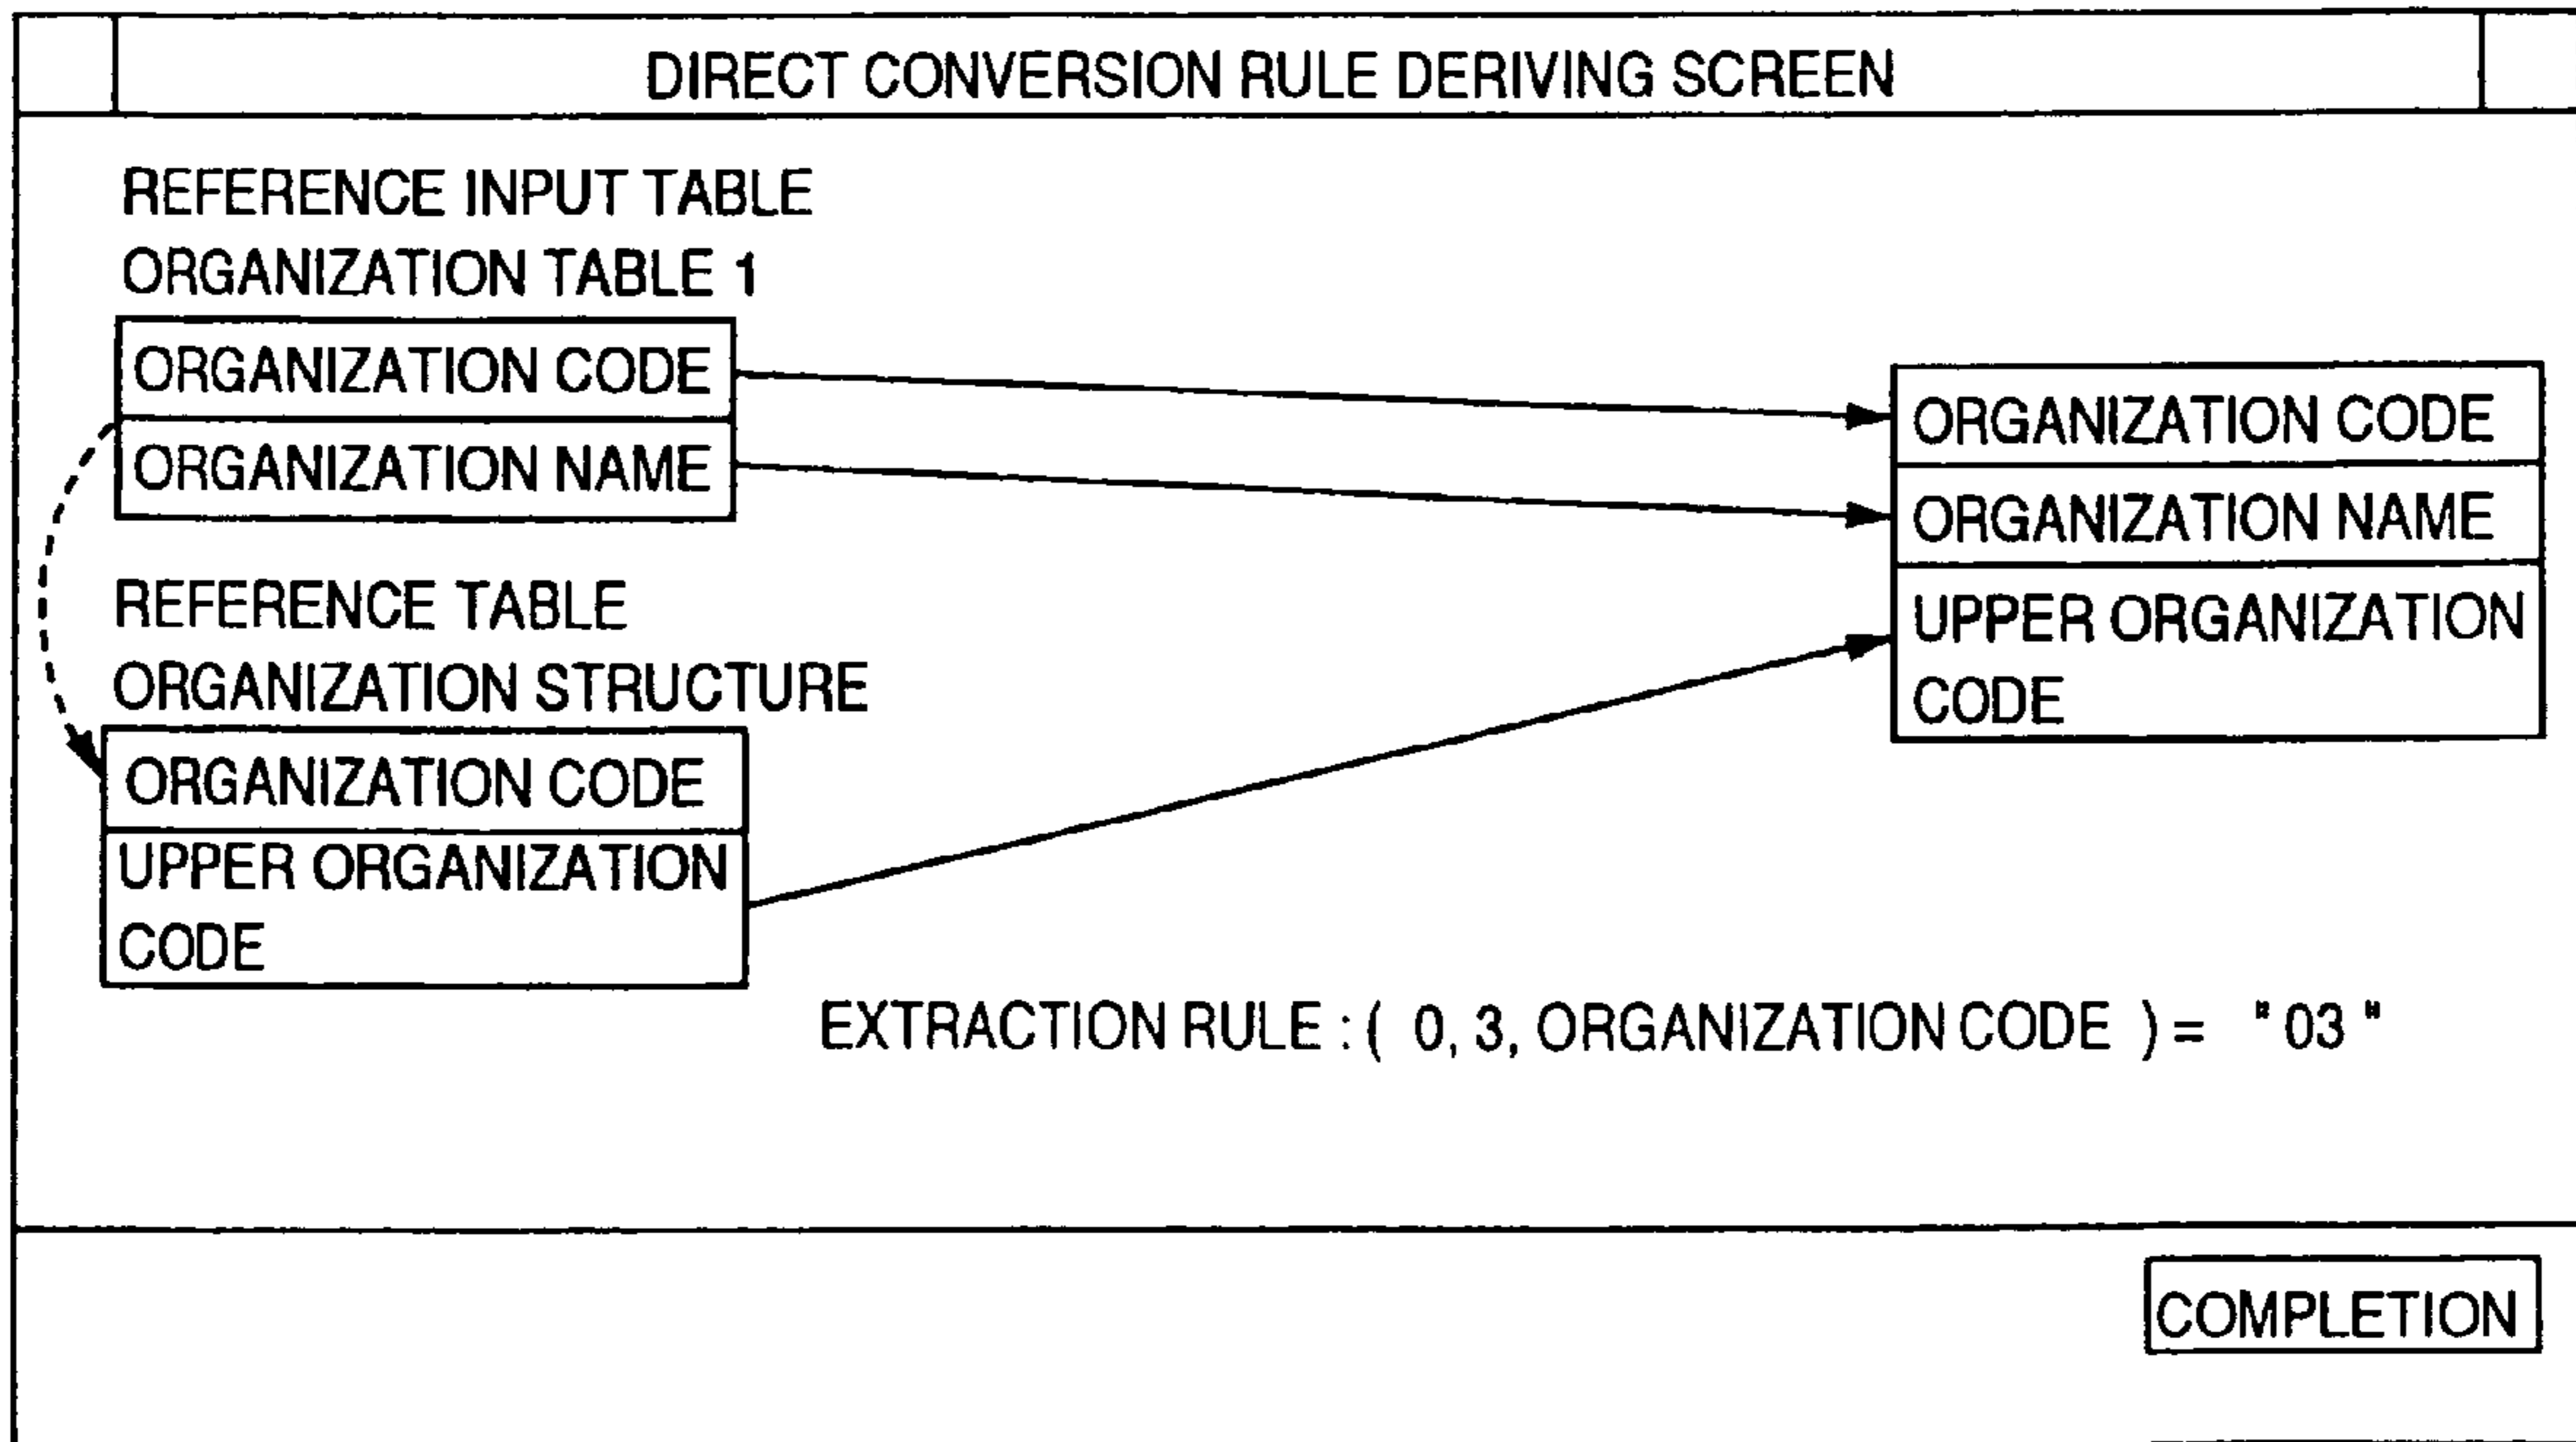 DIRECT CONVERSION RULE DERIVING SCREEN
REFERENCE INPUT TABLE
ORGANIZATION TABLE 1
ORGANIZATION CODE
ORGANIZATION NAME
REFERENCE TABLE
ORGANIZATION STRUCTURE
ORGANIZATION CODE
UPPER ORGANIZATION
CODE
ORGANIZATION CODE
ORGANIZATION NAME
UPPER ORGANIZATION
CODE
EXTRACTION RULE : ( 0, 3, ORGANIZATION CODE ) = " 03 "
COMPLETION